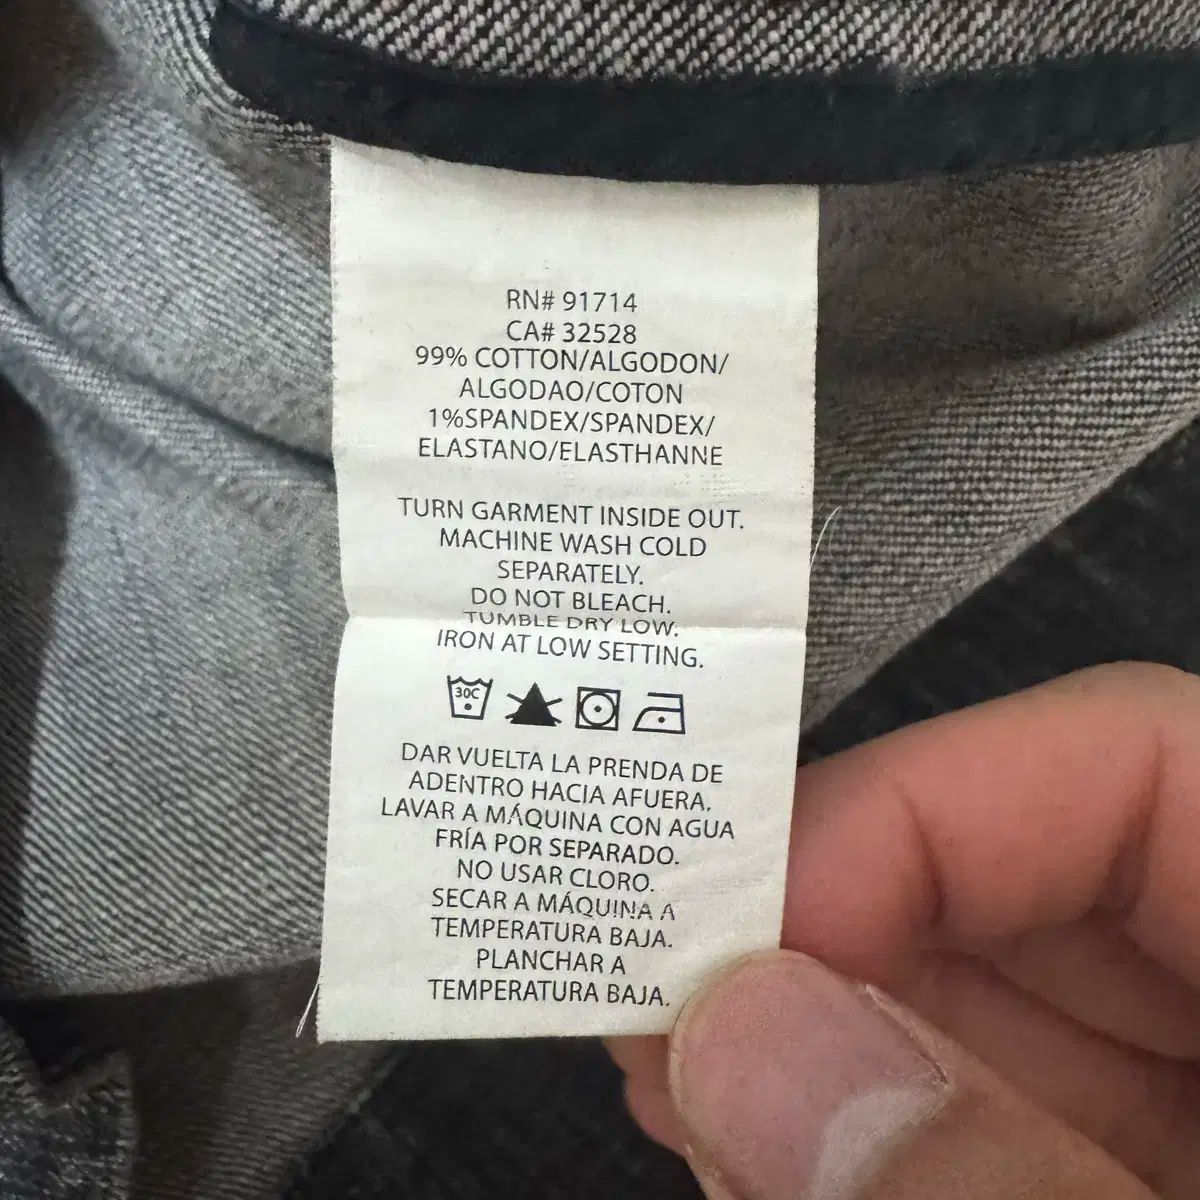 RN# 91714
CA# 32528
99% COTTON/ALGODON/
ALGODAO/COTON
1%SPANDEX/SPANDEX/
ELASTANO/ELASTHANNE
TURN GARMENT INSIDE OUT.
MACHINE WASH COLD
SEPARATELY.
DO NOT BLEACH.
TUMBLE DRY LOW.
IRON AT LOW SETTING.
30C
DAR VUELTA LA PRENDA DE
ADENTRO HACIA AFUERA.
LAVAR A MÁQUINA CON AGUA
FRÍA POR SEPARADO.
NO USAR CLORO.
SECAR A MÁQUINA A
TEMPERATURA BAJA.
PLANCHAR A
TEMPERATURA BAJA.